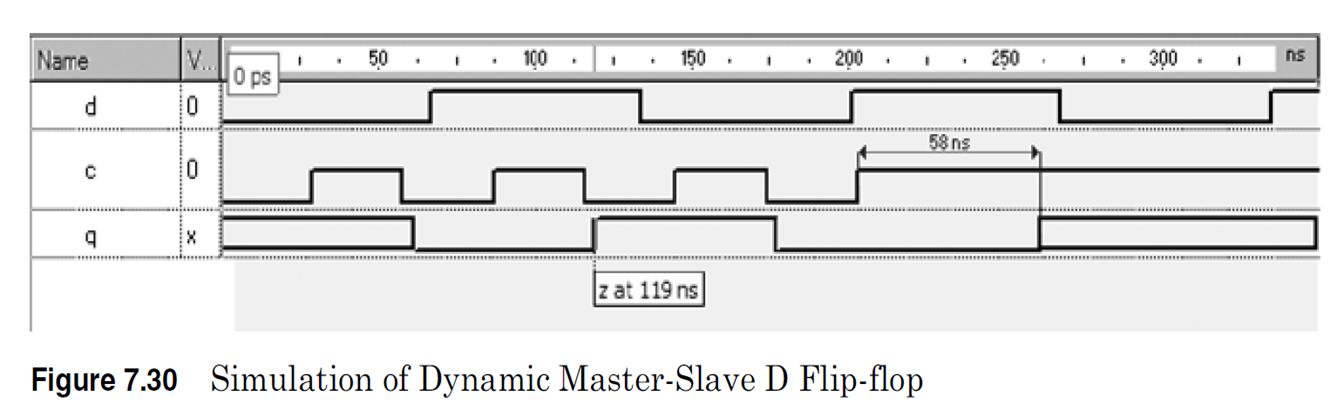 Name V.. 0 ps 50 100 150 200 250 300 ns
d 0
58 ns
c 0
q x
z at 119 ns
Figure 7.30 Simulation of Dynamic Master-Slave D Flip-flop